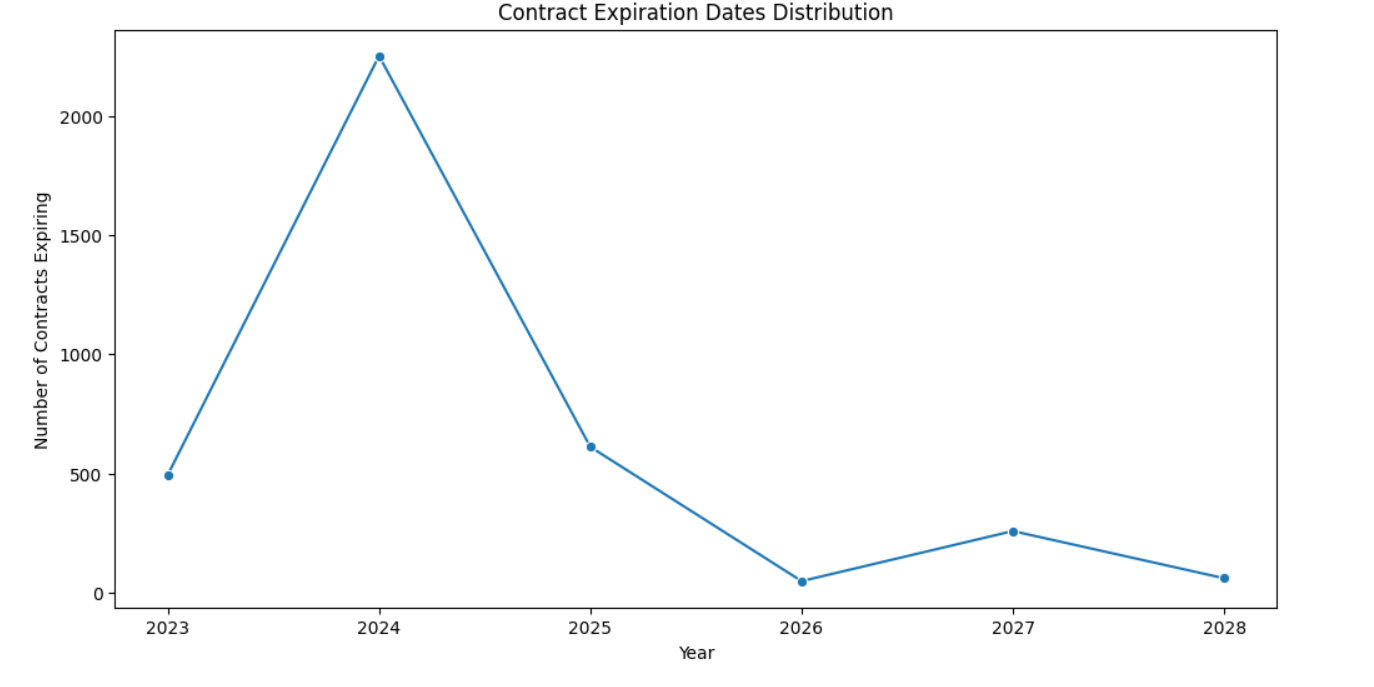 Contract Expiration Dates Distribution
Number of Contracts Expiring
2000
1500
1000
500
0
2023 2024 2025 2026 2027 2028
Year